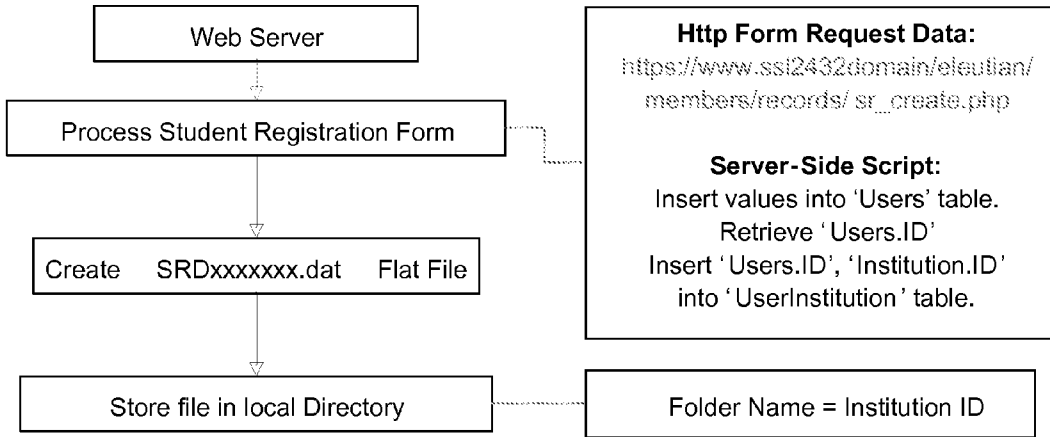 Web Server
Process Student Registration Form
Create SRDxxxxxxx.dat Flat File
Store file in local Directory
Http Form Request Data:
https://www.ssl2432domain/eleutian/
members/records/ sr_create.php
Server-Side Script:
Insert values into ‘Users’ table.
Retrieve ‘Users.ID’
Insert ‘Users.ID’, ‘Institution.ID’
into ‘UserInstitution’ table.
Folder Name = Institution ID